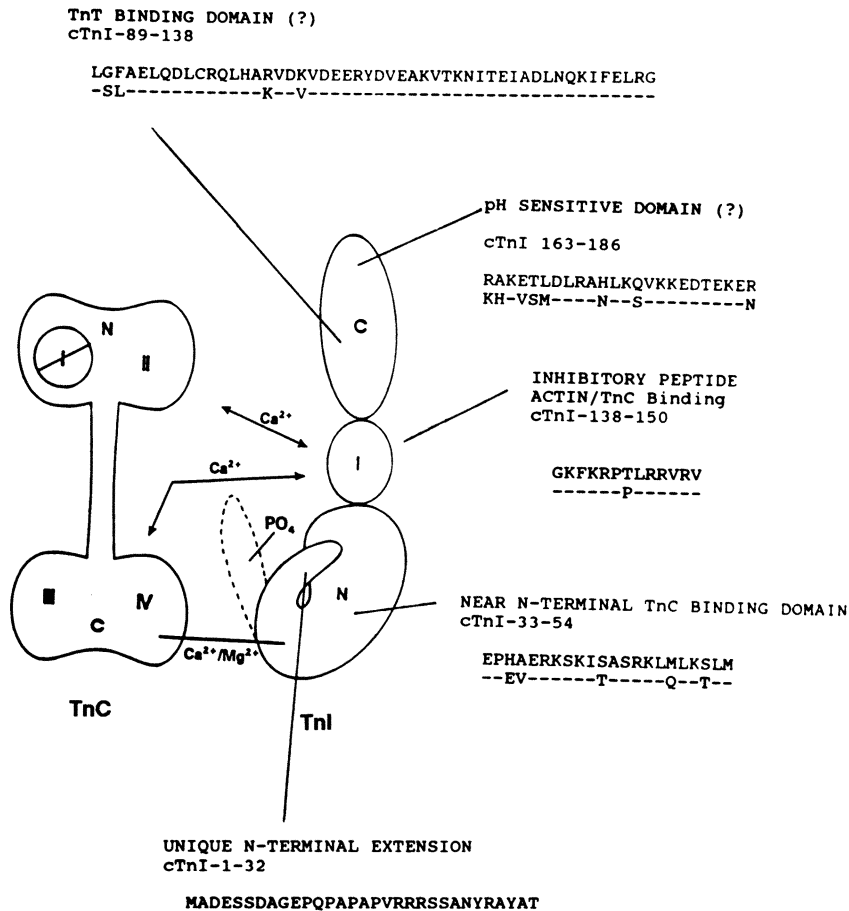 TnT BINDING DOMAIN (?)
cTnI-89-138
LGFAELQDLCRQLHARVDKVDEERYDVEAKVTKNITEIADLNQKIFELRG
-SL------------K--V-------------------------------
pH SENSITIVE DOMAIN (?)
cTnI 163-186
RAKETLDLRAHLKQVKKEDTEKER
KH-VSM----N--S---------N
C
N
I
II
INHIBITORY PEPTIDE
ACTIN/TnC Binding
cTnI-138-150
GKFKRPTLRRVRV
------P------
Ca²⁺
I
Ca²⁺
PO₄
III
IV
C
N
NEAR N-TERMINAL TnC BINDING DOMAIN
cTnI-33-54
EPHAERKSKISASRKLMLKSLM
--EV------T-----Q--T--
Ca²⁺/Mg²⁺
TnC
TnI
UNIQUE N-TERMINAL EXTENSION
cTnI-1-32
MADESSDAGEPQPAPAPVRRRSSANYRAYAT